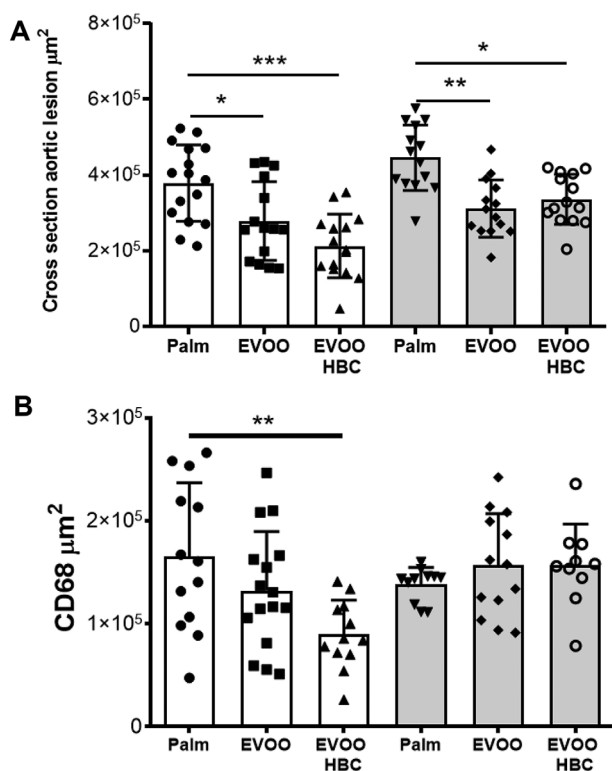 A
Cross section aortic lesion μm²
8×10⁵
6×10⁵
4×10⁵
2×10⁵
0
***
*
*
**
Palm EVOO EVOO HBC Palm EVOO EVOO HBC
B
CD68 μm²
3×10⁵
2×10⁵
1×10⁵
0
**
Palm EVOO EVOO HBC Palm EVOO EVOO HBC